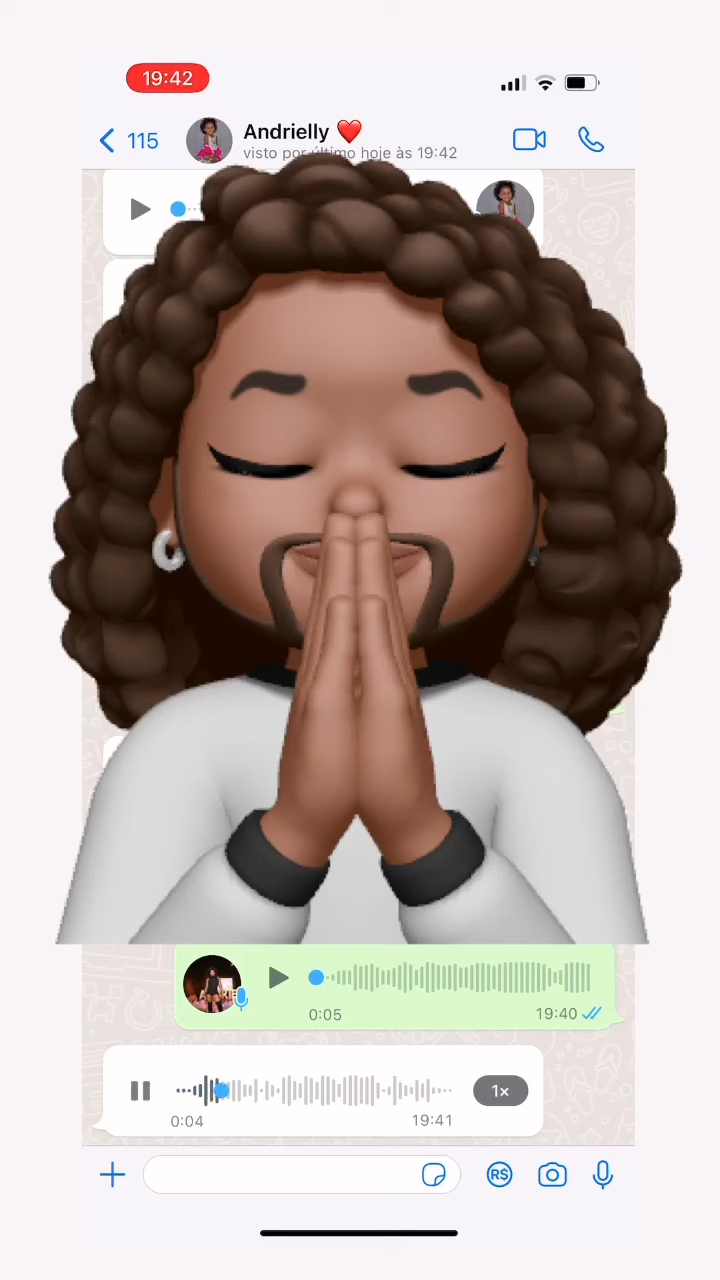 19:42
115
Andrielly ❤️
visto por último hoje às 19:42
0:05
19:40
1×
0:04
19:41
R$